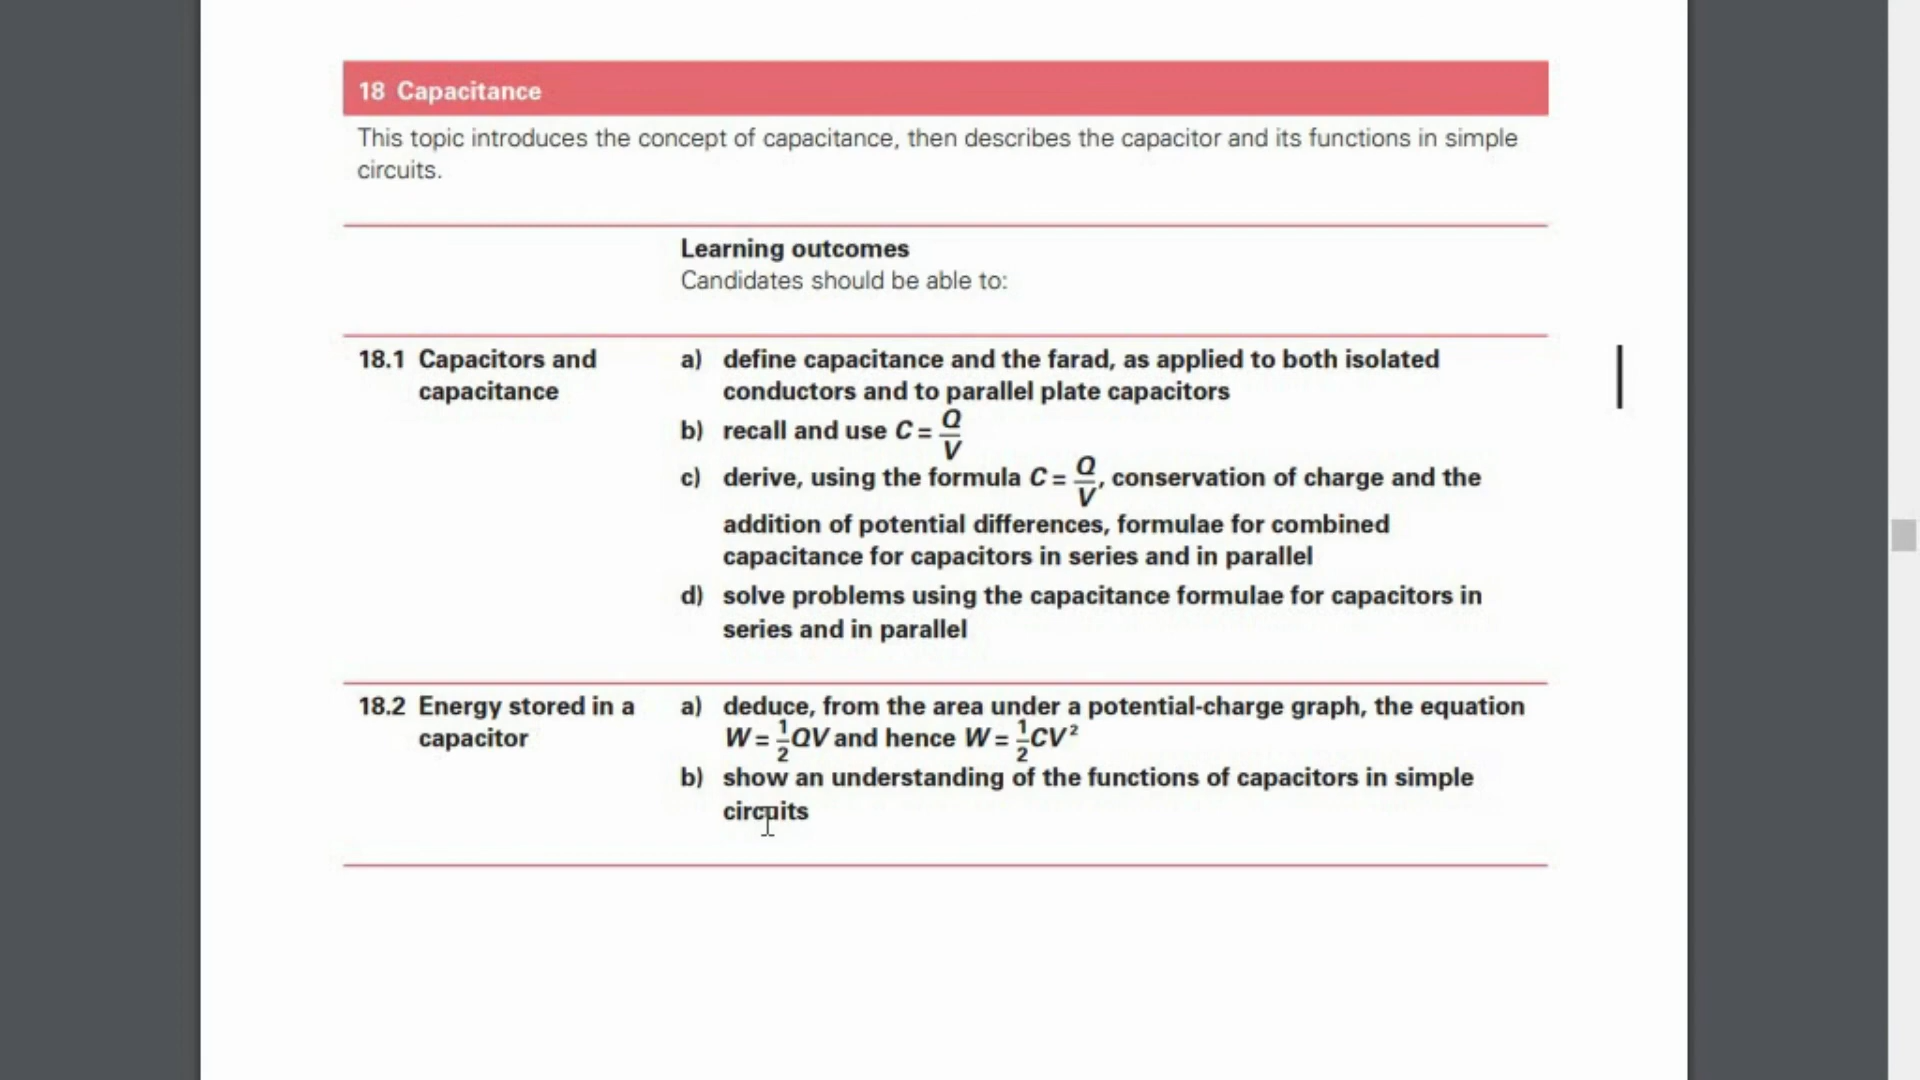 18 Capacitance
This topic introduces the concept of capacitance, then describes the capacitor and its functions in simple
circuits.
Learning outcomes
Candidates should be able to:
18.1 Capacitors and
capacitance
a) define capacitance and the farad, as applied to both isolated
conductors and to parallel plate capacitors
b) recall and use C = Q/V
c) derive, using the formula C = Q/V, conservation of charge and the
addition of potential differences, formulae for combined
capacitance for capacitors in series and in parallel
d) solve problems using the capacitance formulae for capacitors in
series and in parallel
18.2 Energy stored in a
capacitor
a) deduce, from the area under a potential-charge graph, the equation
W = 1/2 QV and hence W = 1/2 CV²
b) show an understanding of the functions of capacitors in simple
circuits